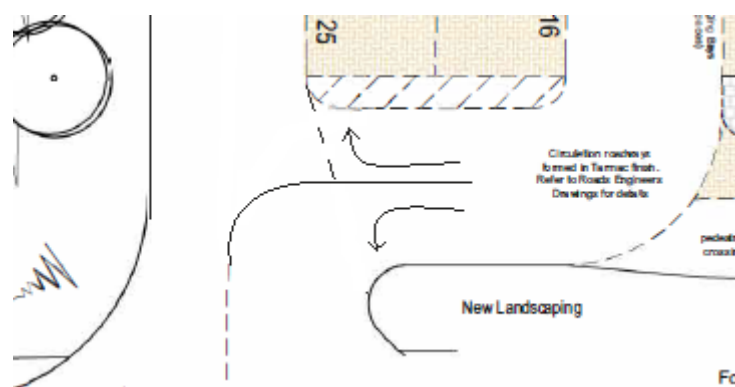 25
16
Circulation roadways
formed in Tarmac finish.
Refer to Roads Engineers
Drawings for details
New Landscaping